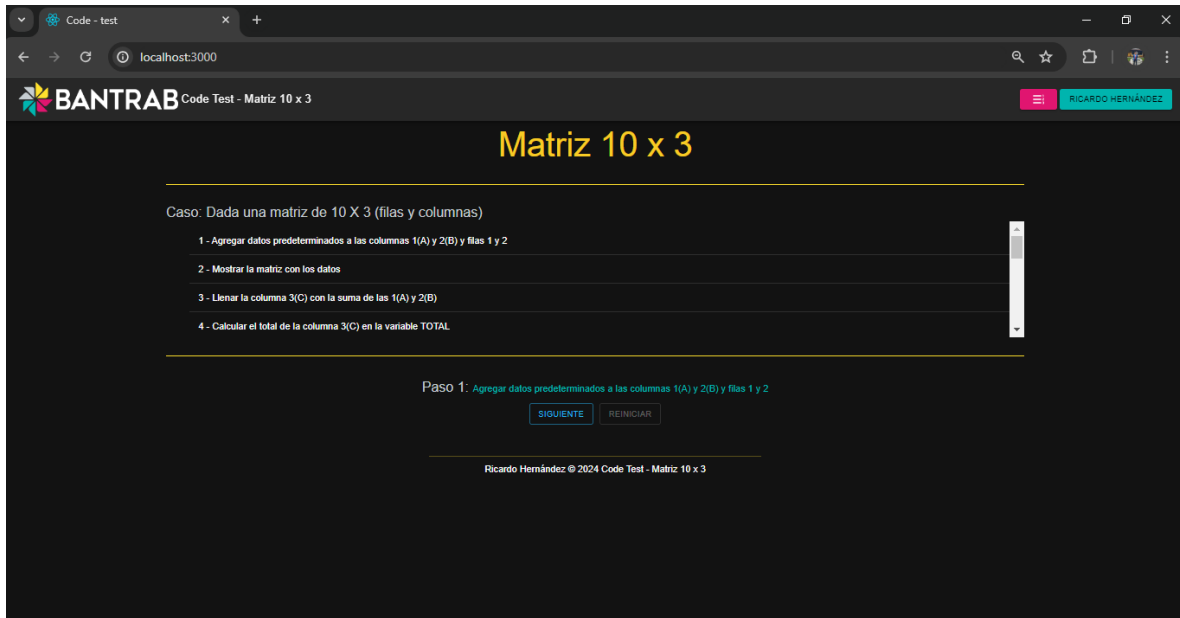 Code - test
localhost:3000
BANTRAB Code Test - Matriz 10 x 3
RICARDO HERNÁNDEZ
Matriz 10 x 3
Caso: Dada una matriz de 10 X 3 (filas y columnas)
1 - Agregar datos predeterminados a las columnas 1(A) y 2(B) y filas 1 y 2
2 - Mostrar la matriz con los datos
3 - Llenar la columna 3(C) con la suma de las 1(A) y 2(B)
4 - Calcular el total de la columna 3(C) en la variable TOTAL
Paso 1: Agregar datos predeterminados a las columnas 1(A) y 2(B) y filas 1 y 2
SIGUIENTE REINICIAR
Ricardo Hernández © 2024 Code Test - Matriz 10 x 3